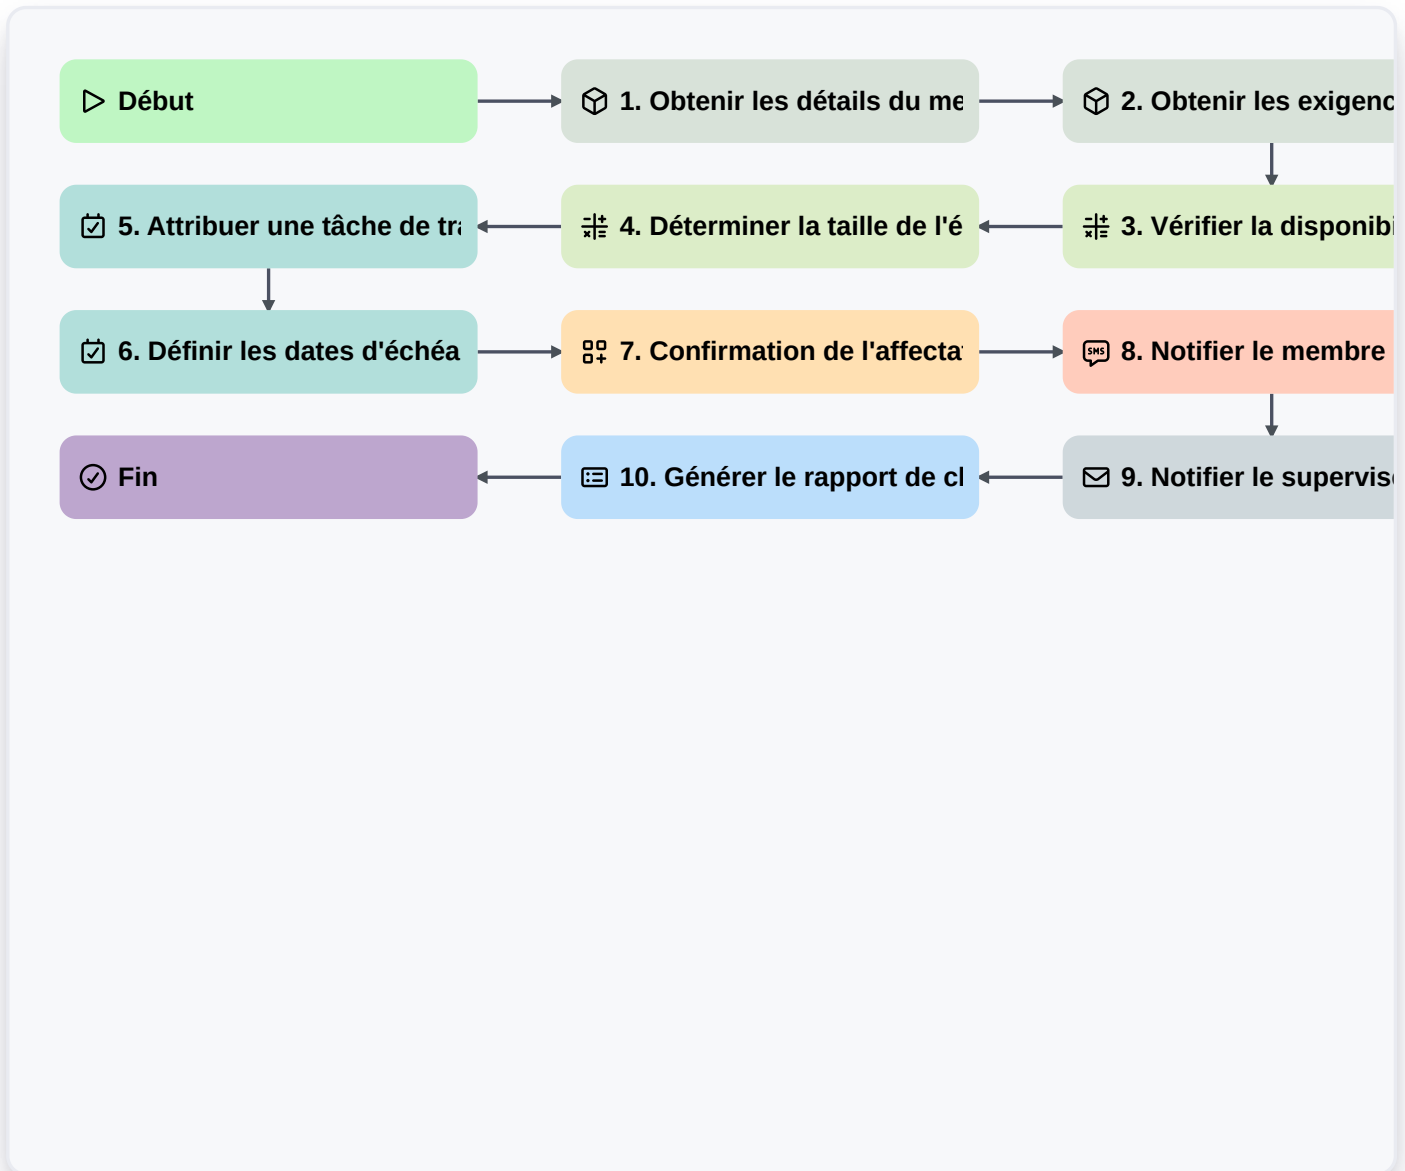 Début
1. Obtenir les détails du me
2. Obtenir les exigenc
5. Attribuer une tâche de
4. Déterminer la taille de l'é
3. Vérifier la disponibi
6. Définir les dates d'échéa
7. Confirmation de l'affecta
8. Notifier le membre
Fin
10. Générer le rapport de
9. Notifier le supervis